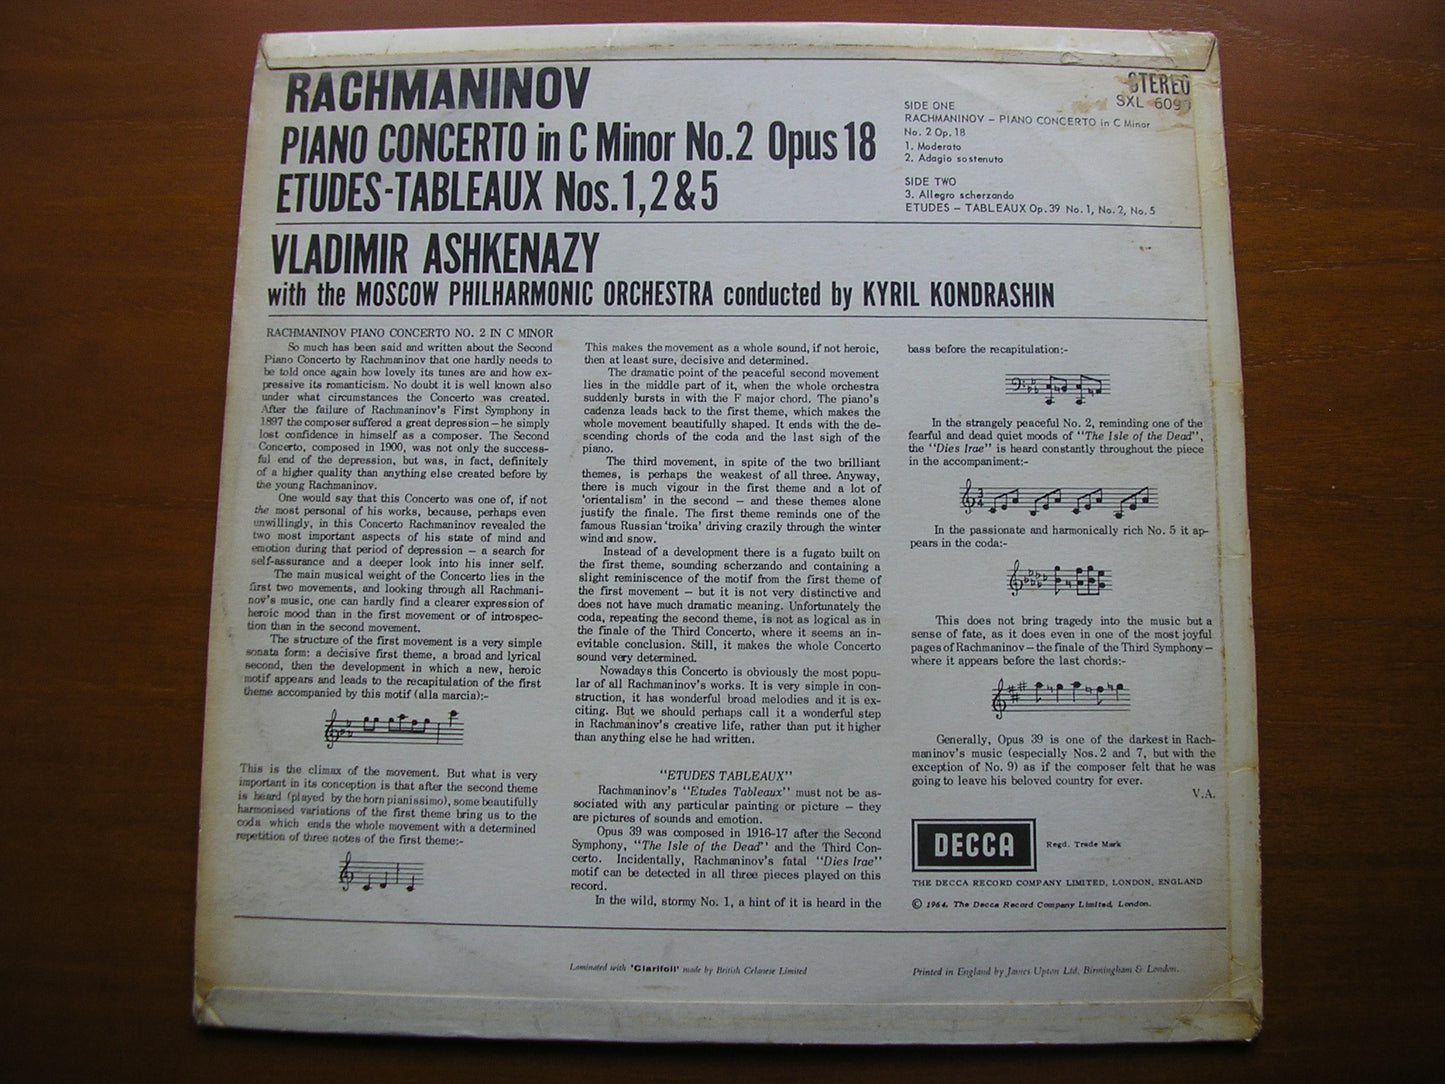 RACHMANINOV
PIANO CONCERTO in C Minor No.2 Opus 18
ETUDES-TABLEAUX Nos.1,2&5
STEREO
SXL 609
SIDE ONE
RACHMANINOV – PIANO CONCERTO in C Minor
No. 2 Op. 18
1. Moderato
2. Adagio sostenuto
SIDE TWO
3. Allegro scherzando
ETUDES – TABLEAUX Op.39 No.1, No.2, No.5
VLADIMIR ASHKENAZY
with the MOSCOW PHILHARMONIC ORCHESTRA conducted by KYRIL KONDRASHIN
RACHMANINOV PIANO CONCERTO NO. 2 IN C MINOR
So much has been said and written about the Second
Piano Concerto by Rachmaninov that one hardly needs to
be told once again how lovely its tunes are and how ex-
pressive its romanticism. No doubt it is well known also
under what circumstances the Concerto was created.
After the failure of Rachmaninov's First Symphony in
1897 the composer suffered a great depression – he simply
lost confidence in himself as a composer. The Second
Concerto, composed in 1900, was not only the success-
ful end of the depression, but was, in fact, definitely
of a higher quality than anything else created before by
the young Rachmaninov.
One would say that this Concerto was one of, if not
the most personal of his works, because, perhaps even
unwillingly, in this Concerto Rachmaninov revealed the
two most important aspects of his state of mind and
emotion during that period of depression – a search for
self-assurance and a deeper look into his inner self.
The main musical weight of the Concerto lies in the
first two movements, and looking through all Rachmani-
nov's music, one can hardly find a clearer expression of
heroic mood than in the first movement or of introspec-
tion than in the second movement.
The structure of the first movement is a very simple
sonata form: a decisive first theme, a broad and lyrical
second, then the development in which a new, heroic
motif appears and leads to the recapitulation of the first
theme accompanied by this motif (alla marcia):-
This is the climax of the movement. But what is very
important in its conception is that after the second theme
is heard (played by the horn pianissimo), some beautifully
harmonised variations of the first theme bring us to the
coda which ends the whole movement with a determined
repetition of three notes of the first theme:-
This makes the movement as a whole sound, if not heroic,
then at least sure, decisive and determined.
The dramatic point of the peaceful second movement
lies in the middle part of it, when the whole orchestra
suddenly bursts in with the F major chord. The piano's
cadenza leads back to the first theme, which makes the
whole movement beautifully shaped. It ends with the de-
scending chords of the coda and the last sigh of the
piano.
The third movement, in spite of the two brilliant
themes, is perhaps the weakest of all three. Anyway,
there is much vigour in the first theme and a lot of
'orientalism' in the second – and these themes alone
justify the finale. The first theme reminds one of the
famous Russian 'troika' driving crazily through the winter
wind and snow.
Instead of a development there is a fugato built on
the first theme, sounding scherzando and containing a
slight reminiscence of the motif from the first theme of
the first movement – but it is not very distinctive and
does not have much dramatic meaning. Unfortunately the
coda, repeating the second theme, is not as logical as in
the finale of the Third Concerto, where it seems an in-
evitable conclusion. Still, it makes the whole Concerto
sound very determined.
Nowadays this Concerto is obviously the most popu-
lar of all Rachmaninov's works. It is very simple in con-
struction, it has wonderful broad melodies and it is ex-
citing. But we should perhaps call it a wonderful step
in Rachmaninov's creative life, rather than put it higher
than anything else he had written.
"ETUDES TABLEAUX"
Rachmaninov's "Etudes Tableaux" must not be as-
sociated with any particular painting or picture – they
are pictures of sounds and emotion.
Opus 39 was composed in 1916-17 after the Second
Symphony, "The Isle of the Dead" and the Third Con-
certo. Incidentally, Rachmaninov's fatal "Dies Irae"
motif can be detected in all three pieces played on this
record.
In the wild, stormy No. 1, a hint of it is heard in the
bass before the recapitulation:-
In the strangely peaceful No. 2, reminding one of the
fearful and dead quiet moods of "The Isle of the Dead",
the "Dies Irae" is heard constantly throughout the piece
in the accompaniment:-
In the passionate and harmonically rich No. 5 it ap-
pears in the coda:-
This does not bring tragedy into the music but a
sense of fate, as it does even in one of the most joyful
pages of Rachmaninov – the finale of the Third Symphony –
where it appears before the last chords:-
Generally, Opus 39 is one of the darkest in Rach-
maninov's music (especially Nos. 2 and 7, but with the
exception of No. 9) as if the composer felt that he was
going to leave his beloved country for ever.
V.A.
DECCA
Regd. Trade Mark
THE DECCA RECORD COMPANY LIMITED, LONDON, ENGLAND
© 1964, The Decca Record Company Limited, London.
Laminated with 'Clarifoil' made by British Celanese Limited
Printed in England by James Upton Ltd, Birmingham & London.